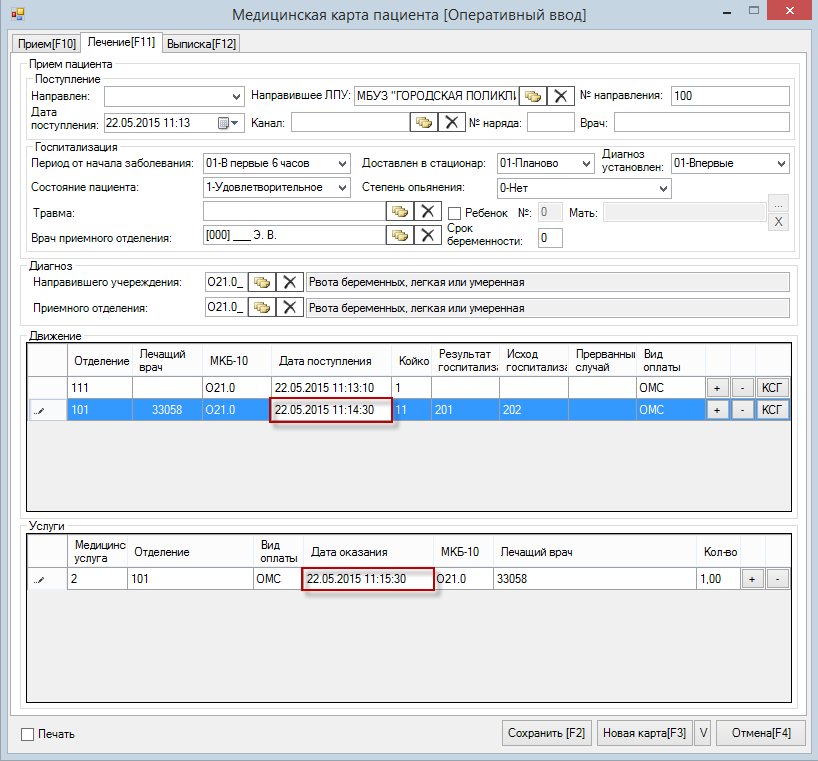 Медицинская карта пациента [Оперативный ввод]
Прием[F10] Лечение[F11] Выписка[F12]
Прием пациента
Поступление
Направлен: Направившее ЛПУ: МБУЗ "ГОРОДСКАЯ ПОЛИКЛИ № направления: 100
Дата
поступления: 22.05.2015 11:13 Канал: № наряда: Врач:
Госпитализация
Период от начала заболевания: 01-В первые 6 часов Доставлен в стационар: 01-Планово Диагноз
установлен: 01-Впервые
Состояние пациента: 1-Удовлетворительное Степень опьянения: 0-Нет
Травма: Ребенок №: 0 Мать: ...
Врач приемного отделения: [000] ___ Э. В. Срок
беременности: 0 X
Диагноз
Направившего учереждения: O21.0_ Рвота беременных, легкая или умеренная
Приемного отделения: O21.0_ Рвота беременных, легкая или умеренная
Движение
Отделение Лечащий
врач МКБ-10 Дата поступления Койко Результат
госпитализа Исход
госпитализа Прерванны
случай Вид
оплаты
111 O21.0 22.05.2015 11:13:10 1 ОМС + - КСГ
101 33058 O21.0 22.05.2015 11:14:30 11 201 202 ОМС + - КСГ
Услуги
Медицинс
услуга Отделение Вид
оплаты Дата оказания МКБ-10 Лечащий врач Кол-во
2 101 ОМС 22.05.2015 11:15:30 O21.0 33058 1,00 + -
Печать Сохранить [F2] Новая карта[F3] V Отмена[F4]